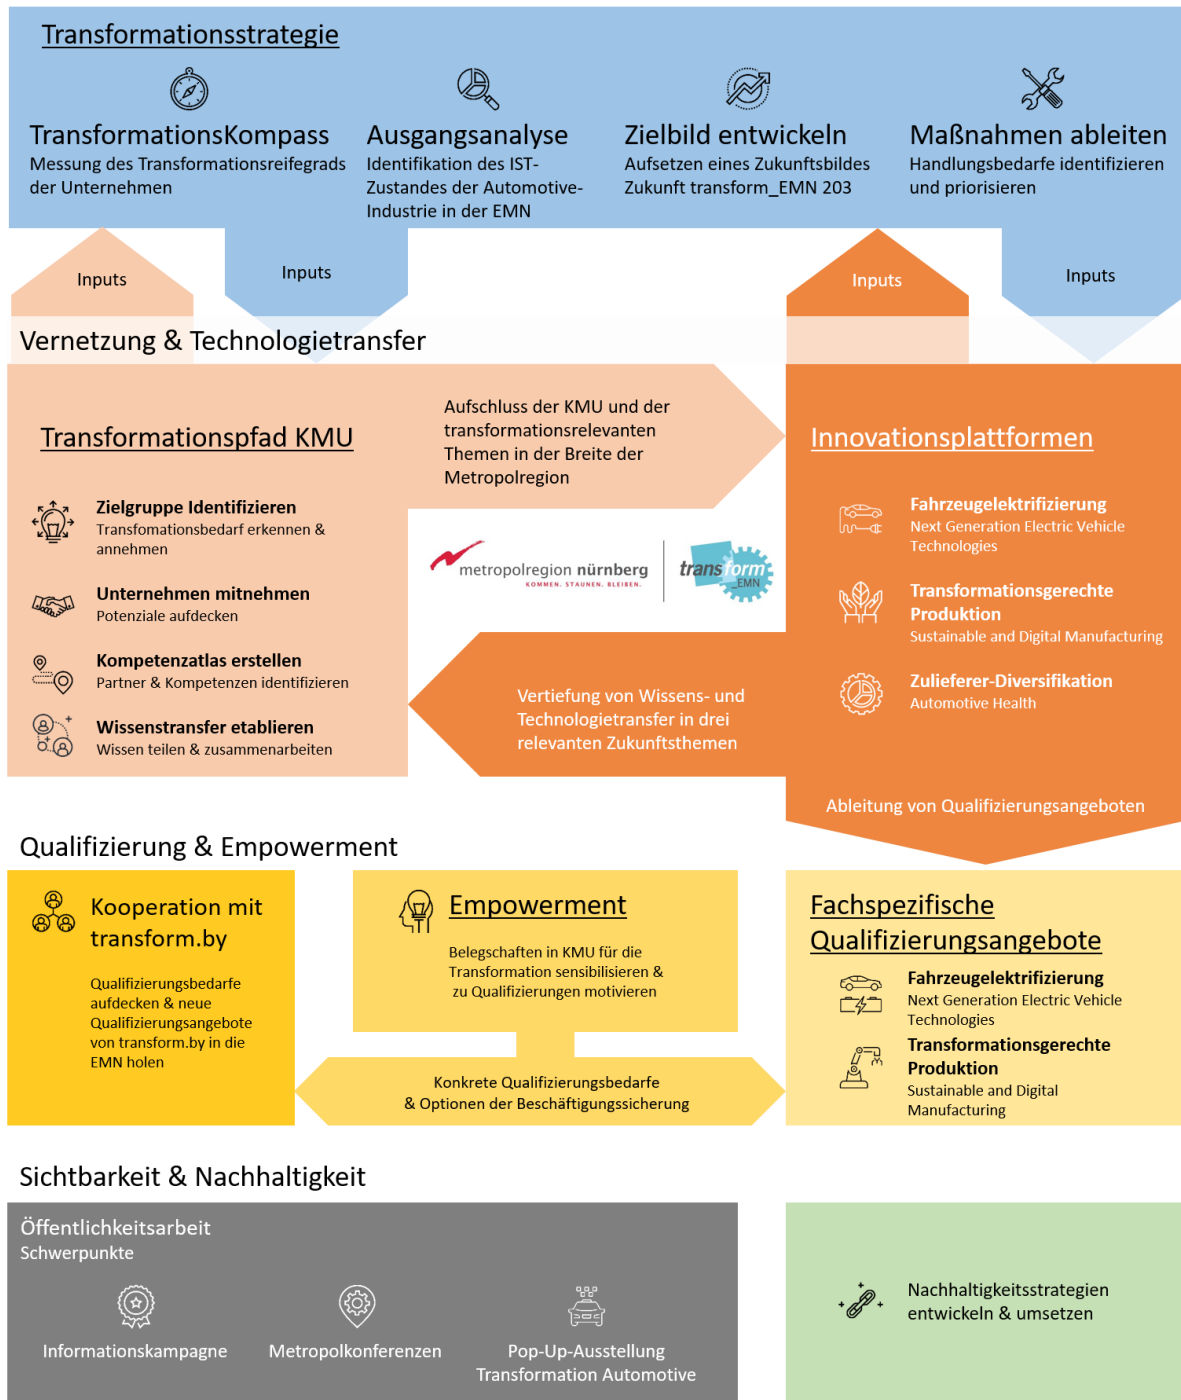 Transformationsstrategie
TransformationsKompass
Messung des Transformationsreifegrads
der Unternehmen
Ausgangsanalyse
Identifikation des IST-
Zustandes der Automotive-
Industrie in der EMN
Zielbild entwickeln
Aufsetzen eines Zukunftsbildes
Zukunft transform_EMN 203
Maßnahmen ableiten
Handlungsbedarfe identifizieren
und priorisieren
Inputs
Inputs
Inputs
Inputs
Vernetzung & Technologietransfer
Transformationspfad KMU
Zielgruppe Identifizieren
Transfomationsbedarf erkennen &
annehmen
Unternehmen mitnehmen
Potenziale aufdecken
Kompetenzatlas erstellen
Partner & Kompetenzen identifizieren
Wissenstransfer etablieren
Wissen teilen & zusammenarbeiten
Aufschluss der KMU und der
transformationsrelevanten
Themen in der Breite der
Metropolregion
metropolregion nürnberg
KOMMEN. STAUNEN. BLEIBEN.
transform
_EMN
Vertiefung von Wissens- und
Technologietransfer in drei
relevanten Zukunftsthemen
Innovationsplattformen
Fahrzeugelektrifizierung
Next Generation Electric Vehicle
Technologies
Transformationsgerechte
Produktion
Sustainable and Digital Manufacturing
Zulieferer-Diversifikation
Automotive Health
Ableitung von Qualifizierungsangeboten
Qualifizierung & Empowerment
Kooperation mit
transform.by
Qualifizierungsbedarfe
aufdecken & neue
Qualifizierungsangebote
von transform.by in die
EMN holen
Empowerment
Belegschaften in KMU für die
Transformation sensibilisieren &
zu Qualifizierungen motivieren
Konkrete Qualifizierungsbedarfe
& Optionen der Beschäftigungssicherung
Fachspezifische
Qualifizierungsangebote
Fahrzeugelektrifizierung
Next Generation Electric Vehicle
Technologies
Transformationsgerechte
Produktion
Sustainable and Digital
Manufacturing
Sichtbarkeit & Nachhaltigkeit
Öffentlichkeitsarbeit
Schwerpunkte
Informationskampagne
Metropolkonferenzen
Pop-Up-Ausstellung
Transformation Automotive
Nachhaltigkeitsstrategien
entwickeln & umsetzen